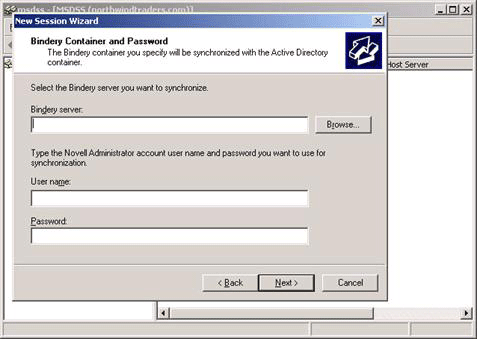 msdss - [MSDSS (northwindtraders.com)]
New Session Wizard
Bindery Container and Password
The Bindery container you specify will be synchronized with the Active Directory
container.
Host Server
Select the Bindery server you want to synchronize.
Bindery server:
Browse...
Type the Novell Administrator account user name and password you want to use for
synchronization.
User name:
Password:
< Back
Next >
Cancel